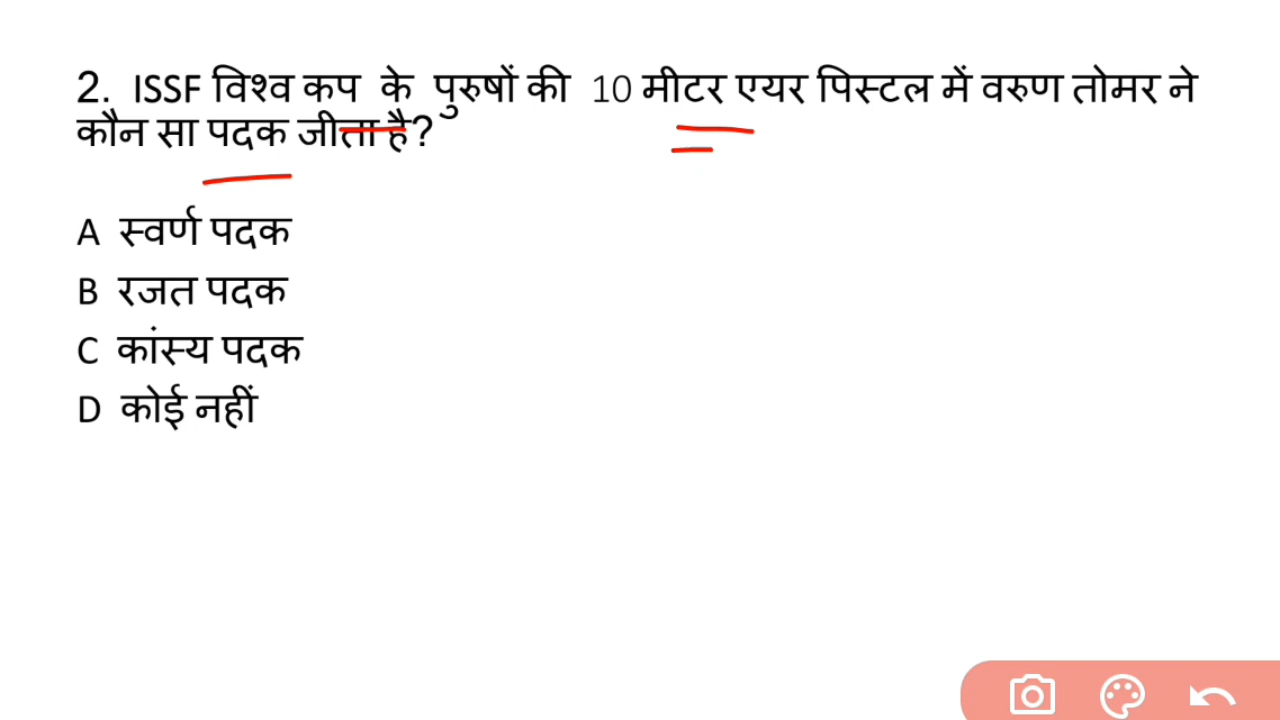 2. ISSF विश्व कप के पुरुषों की 10 मीटर एयर पिस्टल में वरुण तोमर ने
कौन सा पदक जीता है?
A स्वर्ण पदक
B रजत पदक
C कांस्य पदक
D कोई नहीं